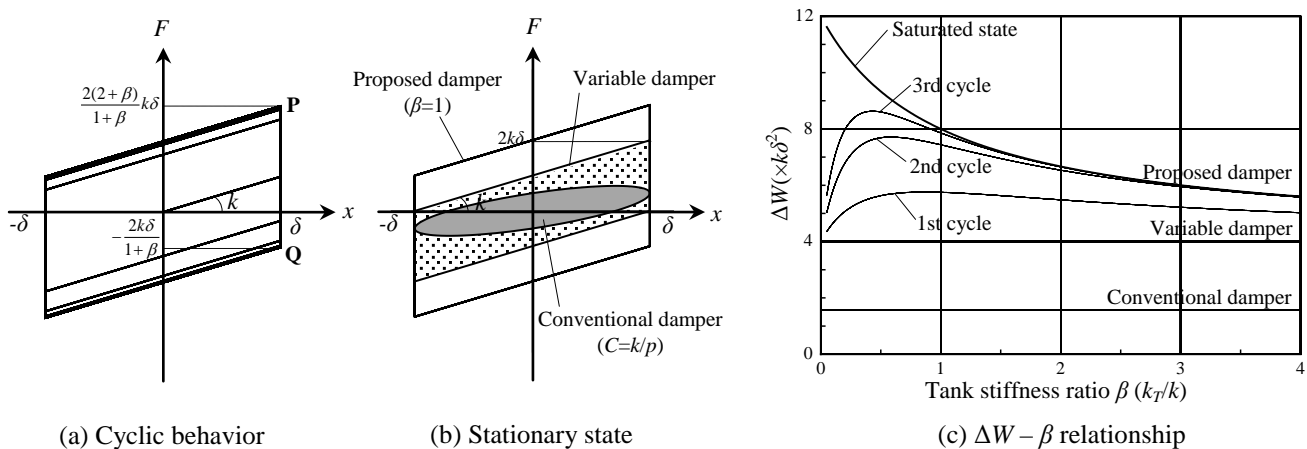 F
2(2 + β)
1 + β
kδ
P
k
-δ
δ
x
2kδ
1 + β
Q
(a) Cyclic behavior
F
Proposed damper
(β=1)
Variable damper
2kδ
k
-δ
δ
x
Conventional damper
(C=k/p)
(b) Stationary state
12
8
4
0
ΔW(×kδ²)
Saturated state
3rd cycle
2nd cycle
1st cycle
Proposed damper
Variable damper
Conventional damper
0 1 2 3 4
Tank stiffness ratio β (k_T/k)
(c) ΔW – β relationship